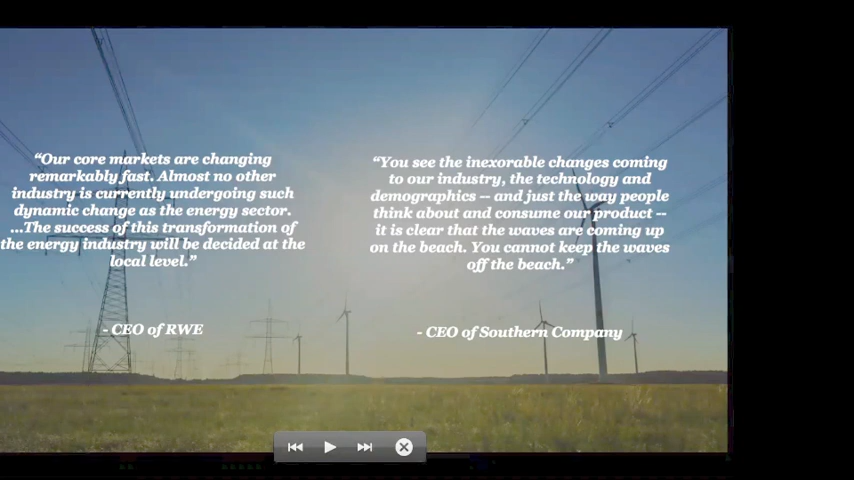 “Our core markets are changing
remarkably fast. Almost no other
industry is currently undergoing such
dynamic change as the energy sector.
...The success of this transformation of
the energy industry will be decided at the
local level.”
- CEO of RWE
“You see the inexorable changes coming
to our industry, the technology and
demographics -- and just the way people
think about and consume our product --
it is clear that the waves are coming up
on the beach. You cannot keep the waves
off the beach.”
- CEO of Southern Company